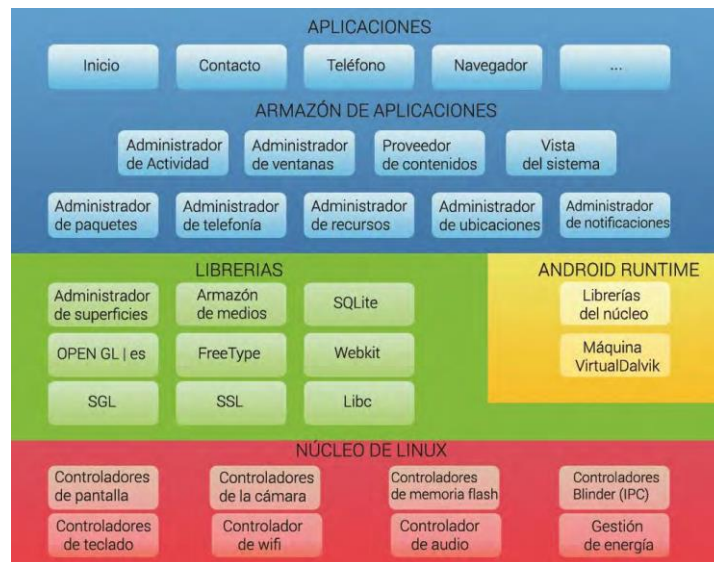 APLICACIONES
Inicio
Contacto
Teléfono
Navegador
...
ARMAZÓN DE APLICACIONES
Administrador
de Actividad
Administrador
de ventanas
Proveedor
de contenidos
Vista
del sistema
Administrador
de paquetes
Administrador
de telefonía
Administrador
de recursos
Administrador
de ubicaciones
Administrador
de notificaciones
LIBRERIAS
Administrador
de superficies
Armazón
de medios
SQLite
OPEN GL | es
FreeType
Webkit
SGL
SSL
Libc
ANDROID RUNTIME
Librerías
del núcleo
Máquina
VirtualDalvik
NÚCLEO DE LINUX
Controladores
de pantalla
Controladores
de la cámara
Controladores
de memoria flash
Controladores
Blinder (IPC)
Controladores
de teclado
Controlador
de wifi
Controlador
de audio
Gestión
de energía